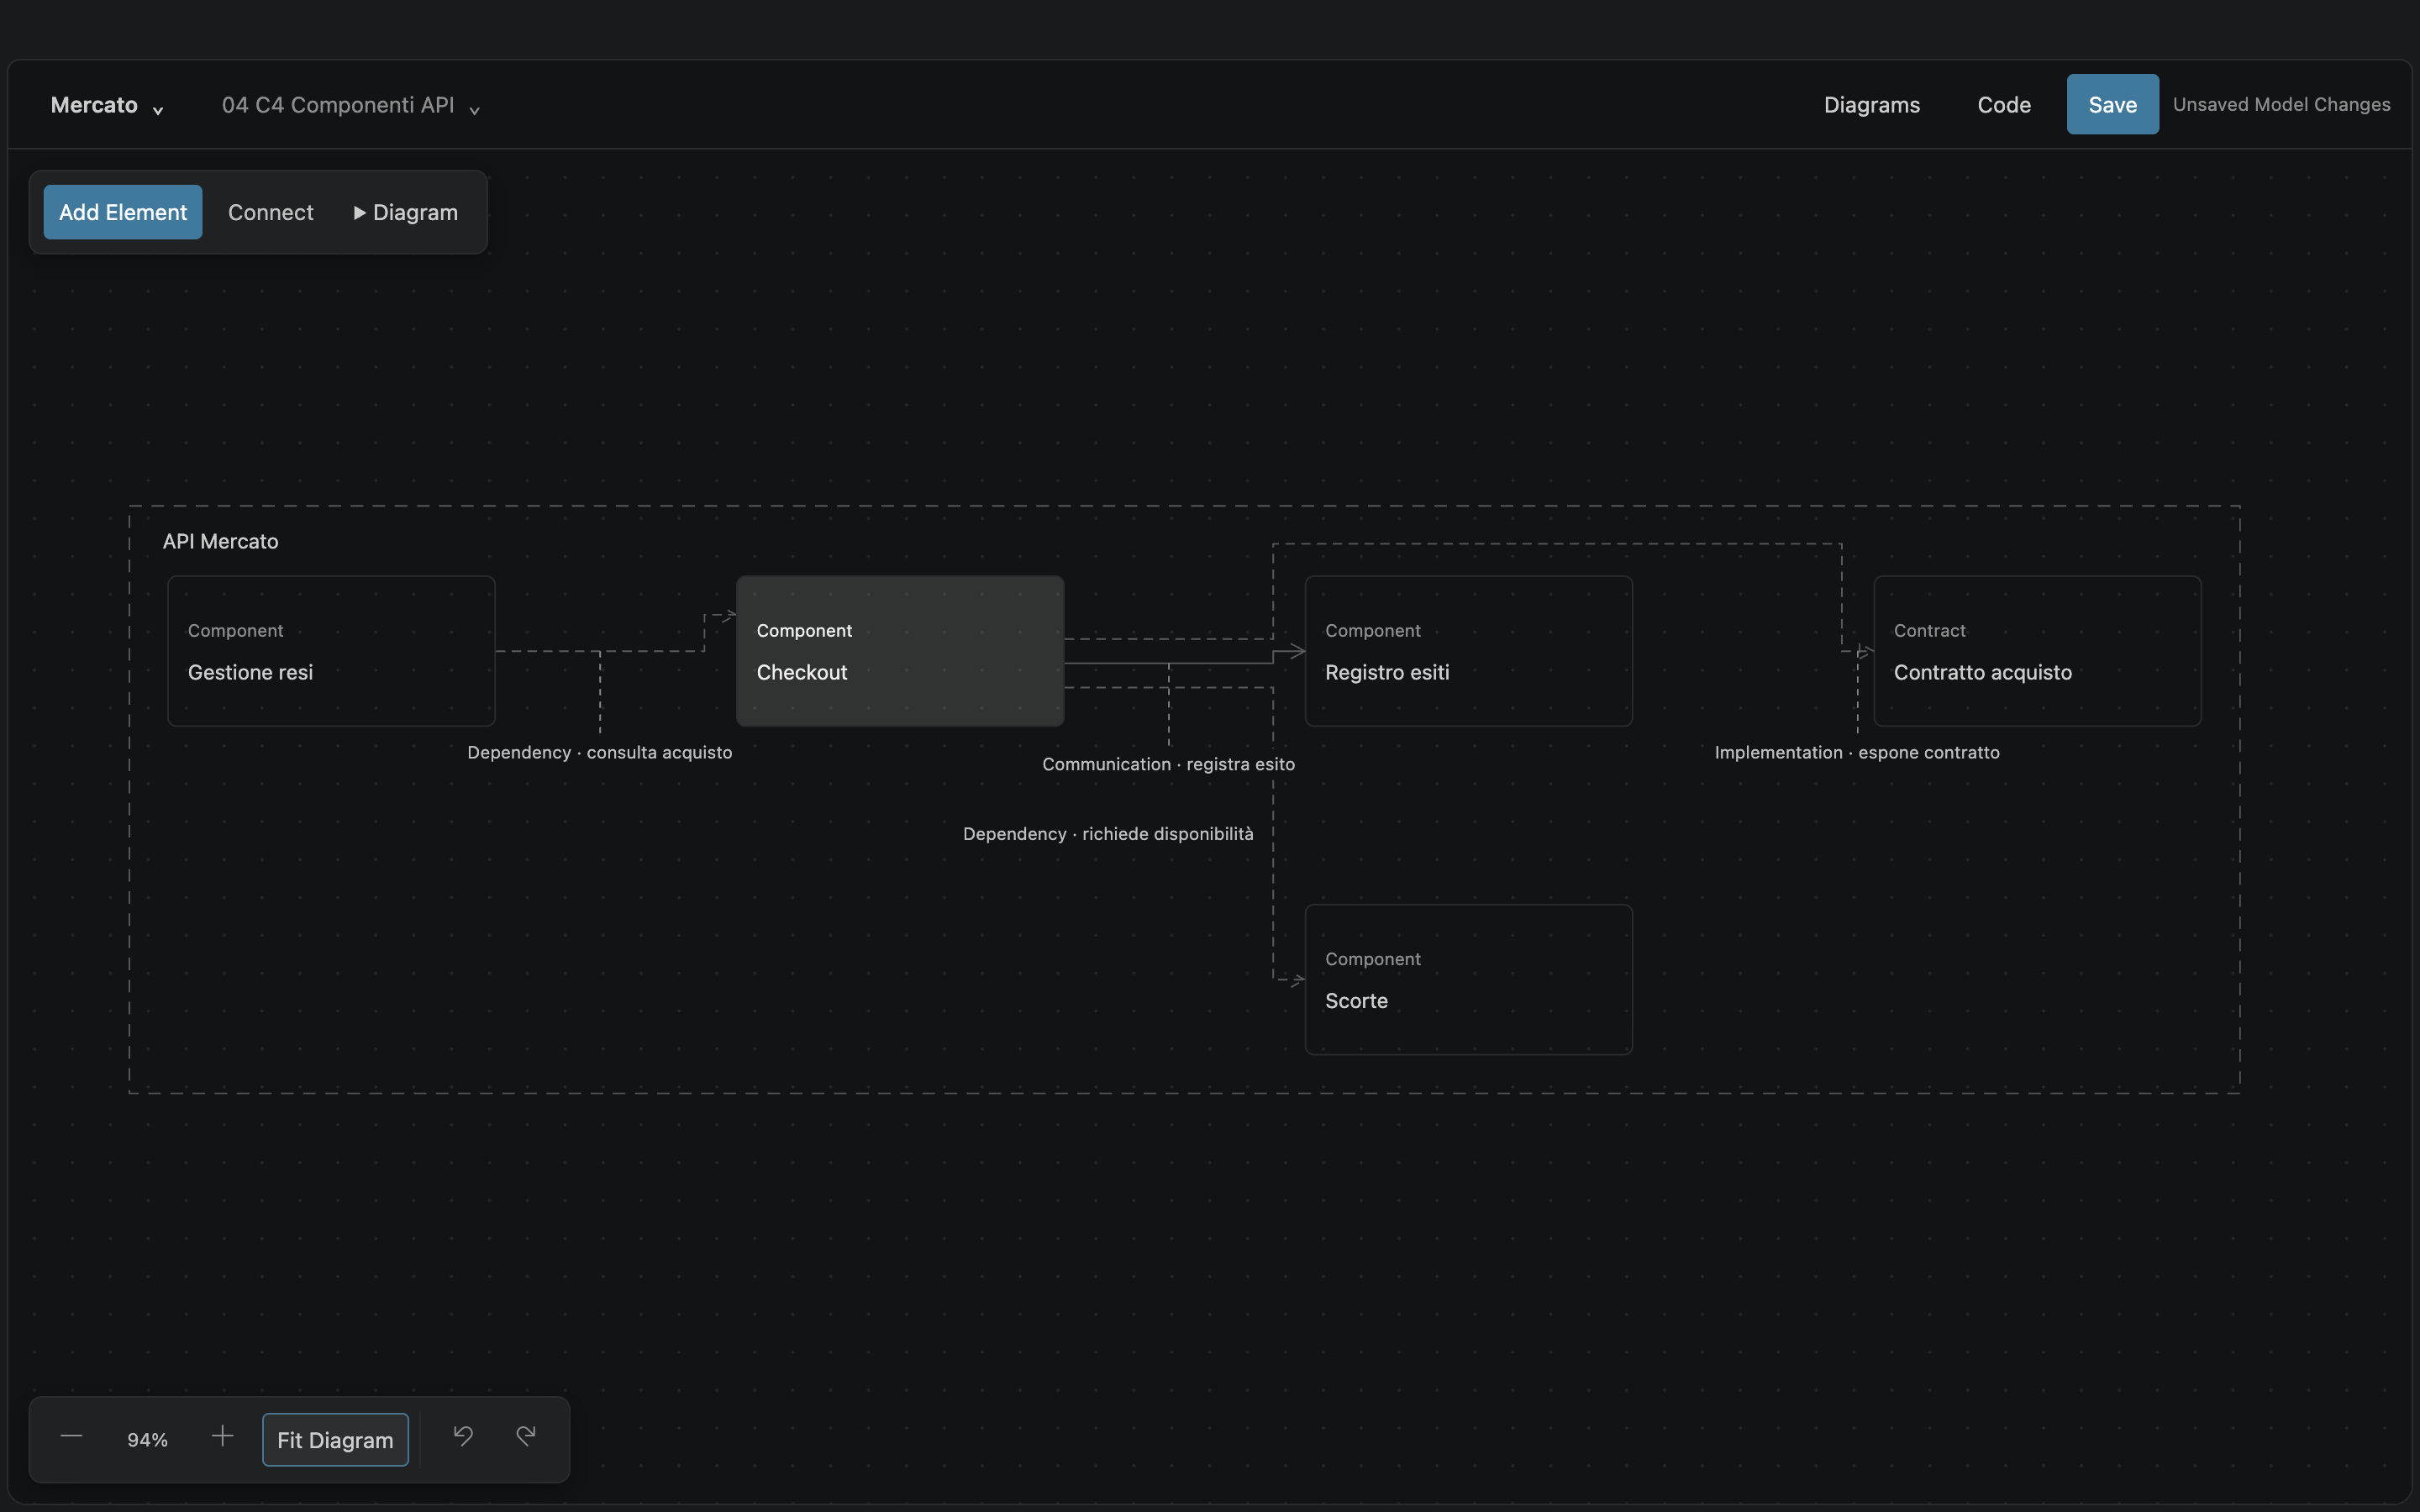 Mercato
04 C4 Componenti API
Diagrams
Code
Save
Unsaved Model Changes
Add Element
Connect
Diagram
API Mercato
Component
Gestione resi
Component
Checkout
Component
Registro esiti
Contract
Contratto acquisto
Dependency · consulta acquisto
Communication · registra esito
Implementation · espone contratto
Dependency · richiede disponibilità
Component
Scorte
94%
Fit Diagram